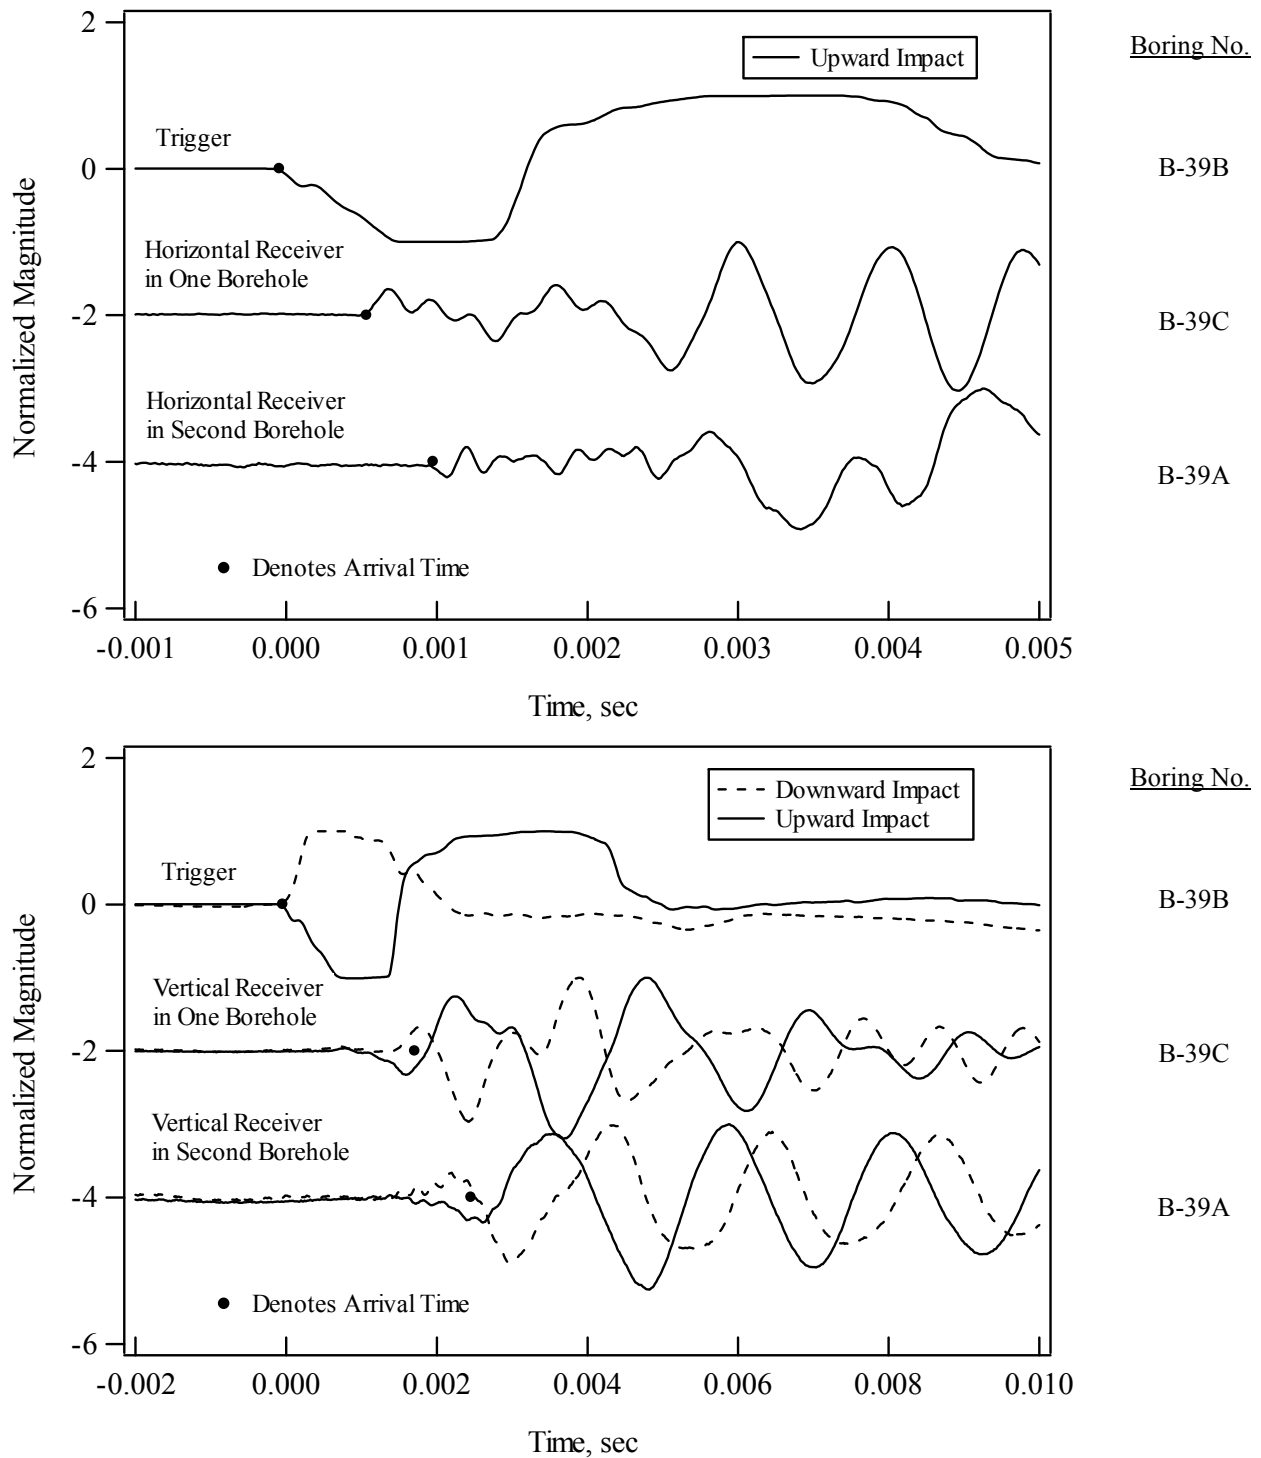 2
Upward Impact
Boring No.
Trigger
0
B-39B
Horizontal Receiver
in One Borehole
-2
B-39C
Horizontal Receiver
in Second Borehole
-4
B-39A
Denotes Arrival Time
-6
Normalized Magnitude
-0.001 0.000 0.001 0.002 0.003 0.004 0.005
Time, sec
2
Downward Impact
Upward Impact
Boring No.
Trigger
0
B-39B
Vertical Receiver
in One Borehole
-2
B-39C
Vertical Receiver
in Second Borehole
-4
B-39A
Denotes Arrival Time
-6
Normalized Magnitude
-0.002 0.000 0.002 0.004 0.006 0.008 0.010
Time, sec